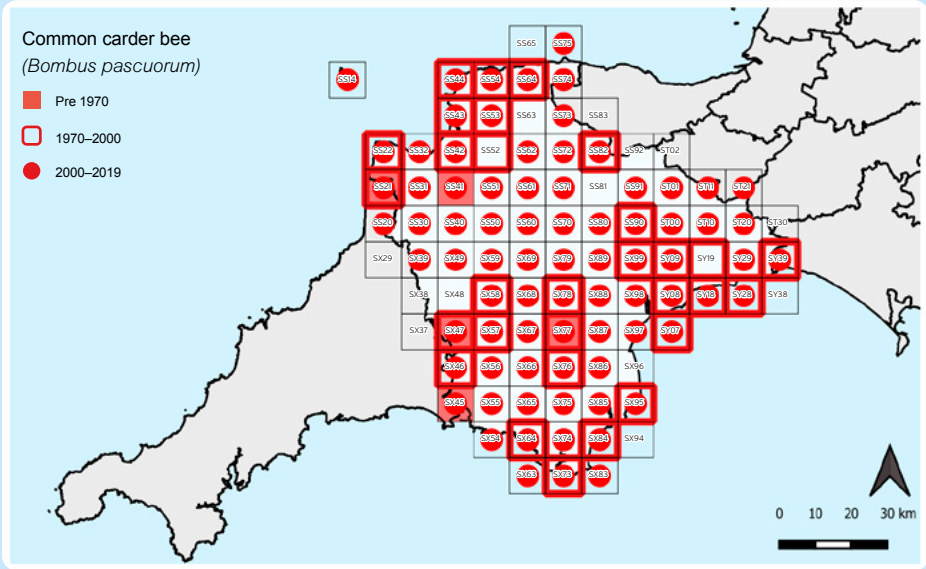 Common carder bee
(Bombus pascuorum)
Pre 1970
1970–2000
2000–2019
SS65 SS75
SS14 SS44 SS54 SS64 SS74
SS43 SS53 SS63 SS73 SS83
SS22 SS32 SS42 SS52 SS62 SS72 SS82 SS92 ST02
SS21 SS31 SS41 SS51 SS61 SS71 SS81 SS91 ST01 ST11 ST21
SS20 SS30 SS40 SS50 SS60 SS70 SS80 SS90 ST00 ST10 ST20 ST30
SX29 SX39 SX49 SX59 SX69 SX79 SX89 SX99 SY09 SY19 SY29 SY39
SX38 SX48 SX58 SX68 SX78 SX88 SX98 SY08 SY18 SY28 SY38
SX37 SX47 SX57 SX67 SX77 SX87 SX97 SY07
SX46 SX56 SX66 SX76 SX86 SX96
SX45 SX55 SX65 SX75 SX85 SX95
SX54 SX64 SX74 SX84 SX94
SX63 SX73 SX83
0 10 20 30 km